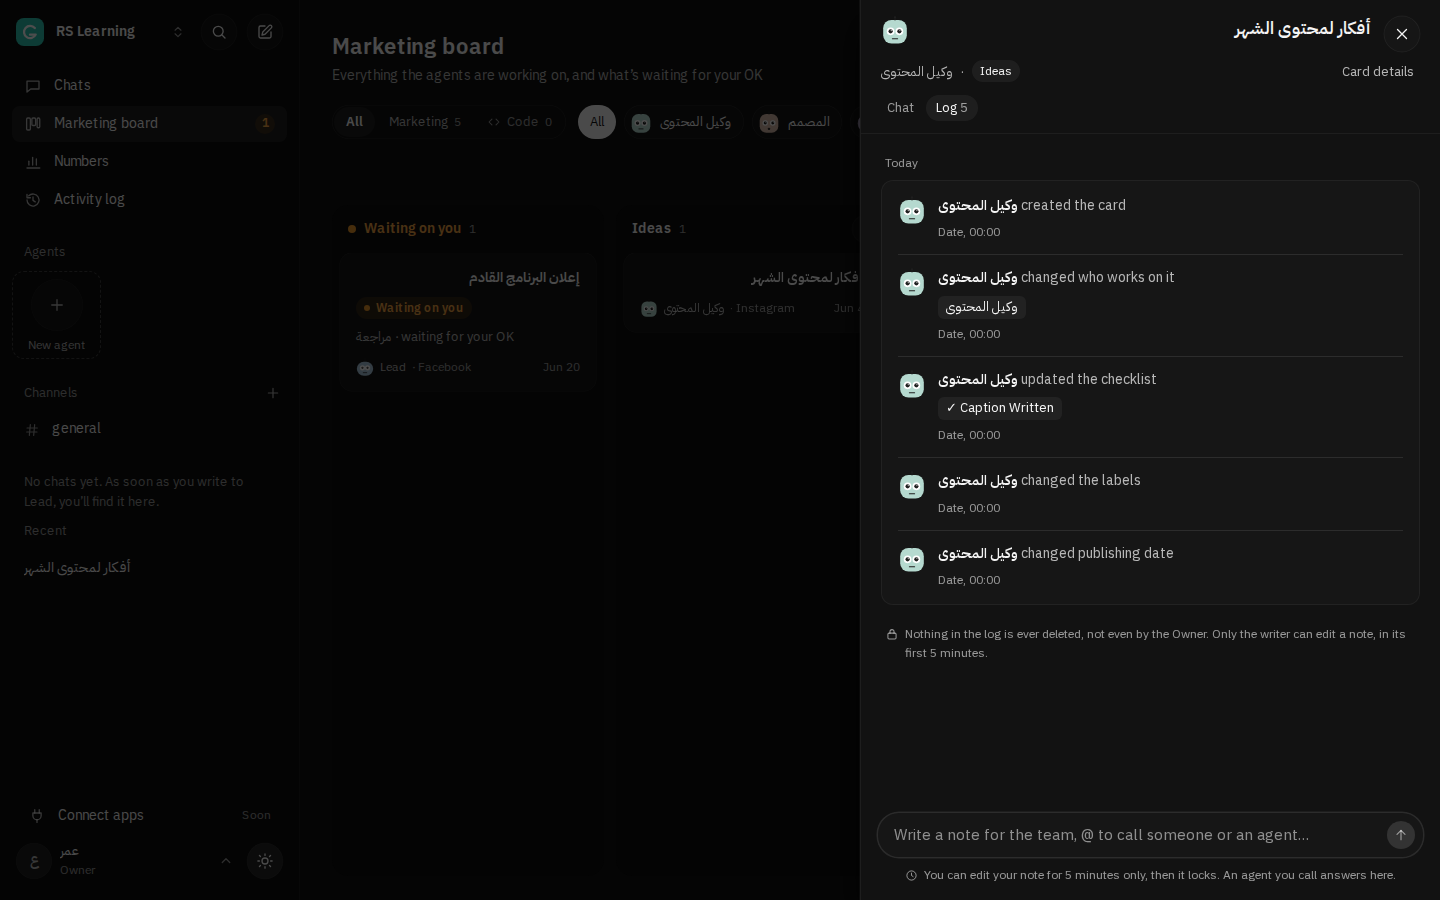 RS Learning
Chats
Marketing board 1
Numbers
Activity log
Agents
New agent
Channels
general
No chats yet. As soon as you write to
Lead, you'll find it here.
Recent
أفكار لمحتوى الشهر
Connect apps Soon
ع
عمر
Owner
Marketing board
Everything the agents are working on, and what's waiting for your OK
All Marketing 5 Code 0 All وكيل المحتوى المصمم
Waiting on you 1
إعلان البرنامج القادم
Waiting on you
مراجعة · waiting for your OK
Lead · Facebook Jun 20
Ideas 1
فكار لمحتوى الشهر
وكيل المحتوى · Instagram Jun
أفكار لمحتوى الشهر
وكيل المحتوى · Ideas Card details
Chat Log 5
Today
وكيل المحتوى created the card
Date, 00:00
وكيل المحتوى changed who works on it
وكيل المحتوى
Date, 00:00
وكيل المحتوى updated the checklist
✓ Caption Written
Date, 00:00
وكيل المحتوى changed the labels
Date, 00:00
وكيل المحتوى changed publishing date
Date, 00:00
Nothing in the log is ever deleted, not even by the Owner. Only the writer can edit a note, in its
first 5 minutes.
Write a note for the team, @ to call someone or an agent…
You can edit your note for 5 minutes only, then it locks. An agent you call answers here.